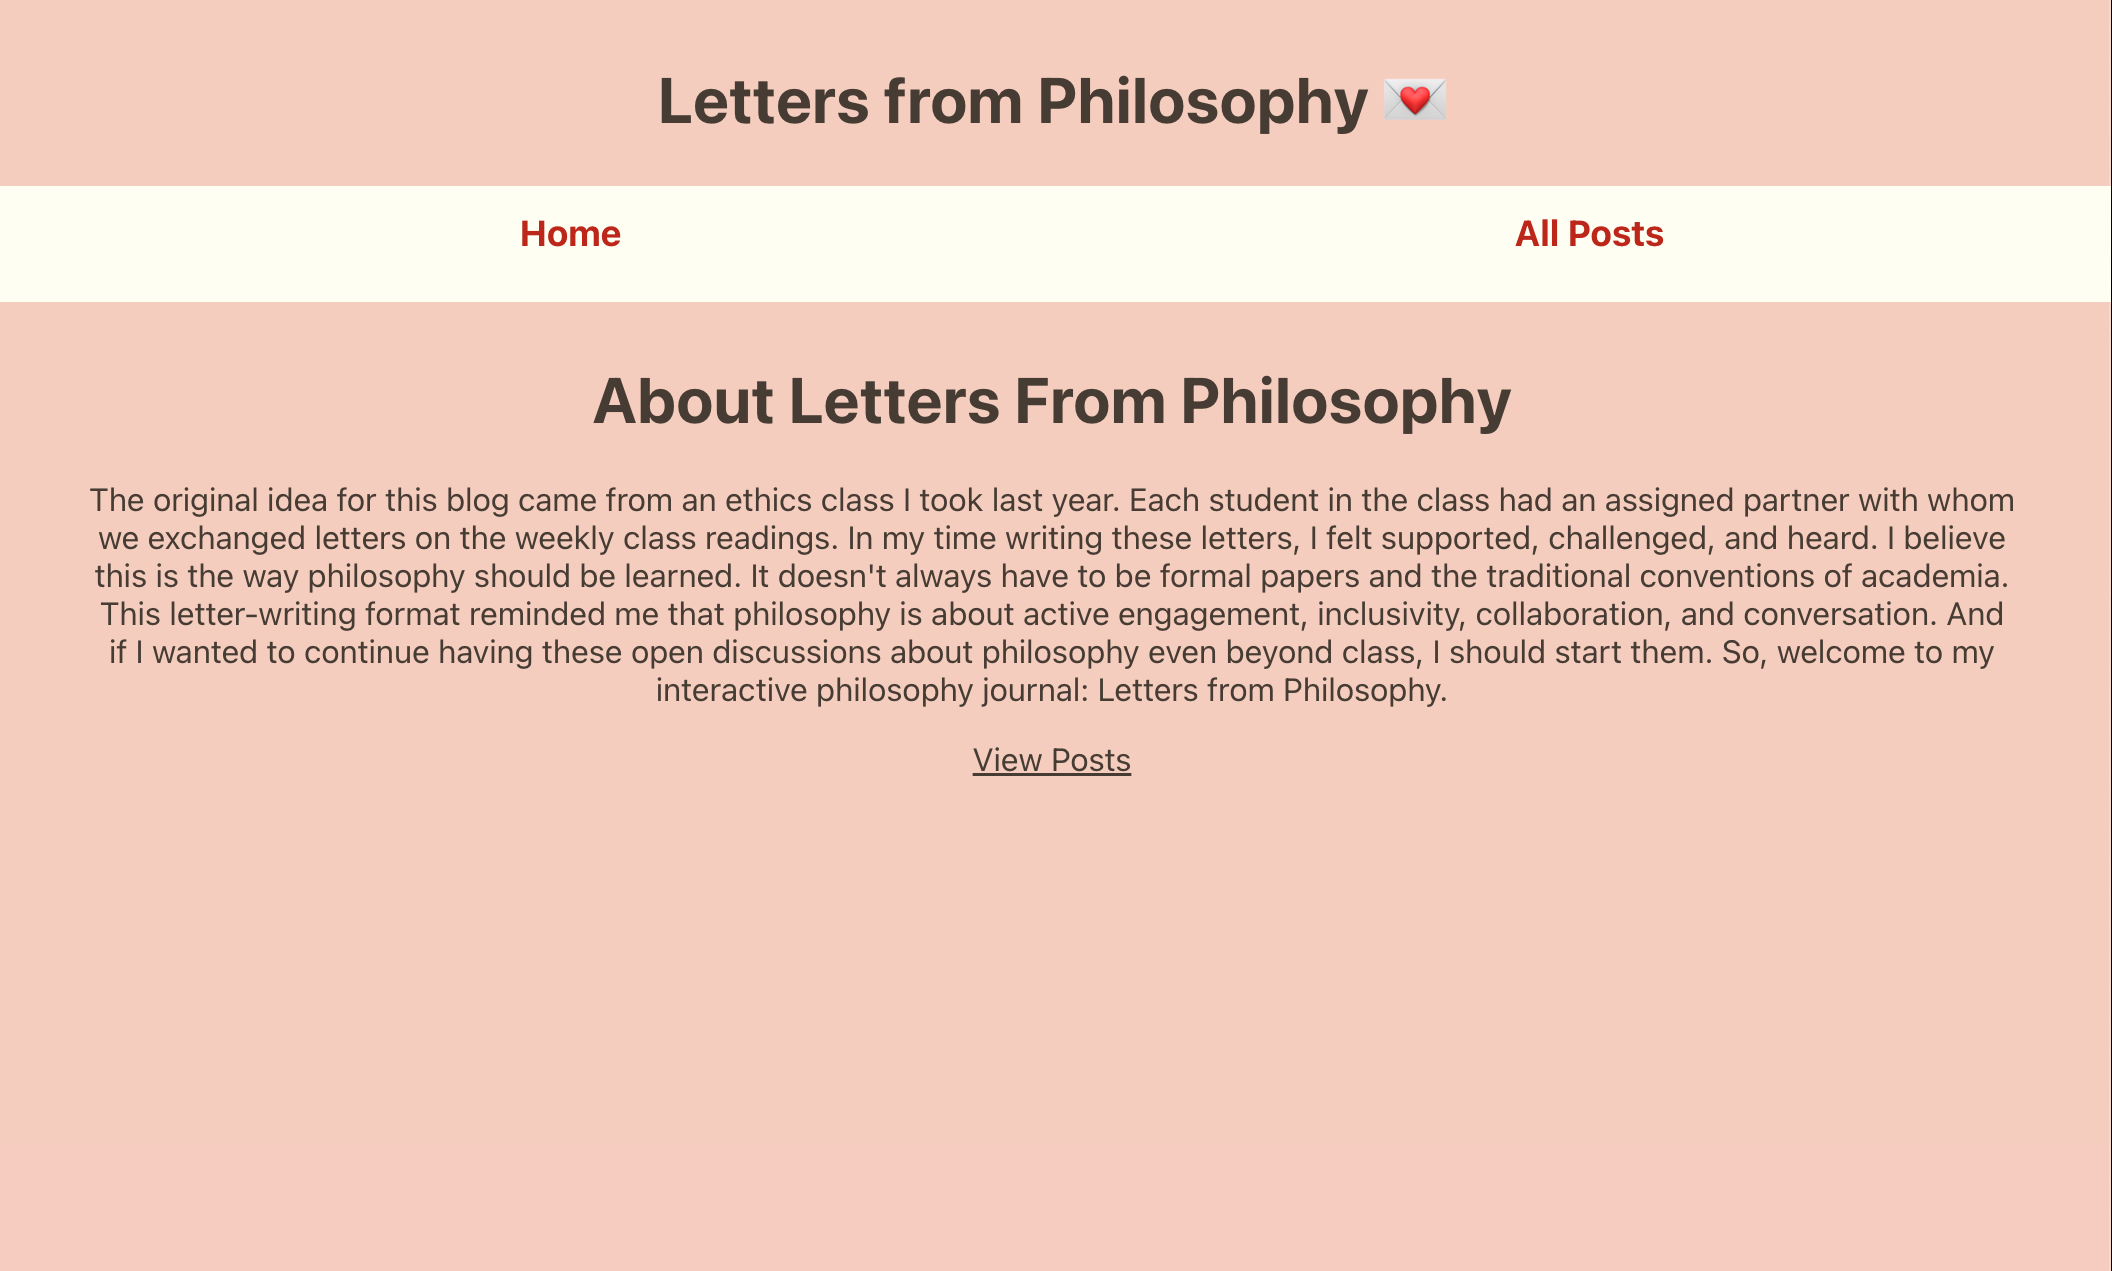 Letters from Philosophy 💌
Home
All Posts
About Letters From Philosophy
The original idea for this blog came from an ethics class I took last year. Each student in the class had an assigned partner with whom
we exchanged letters on the weekly class readings. In my time writing these letters, I felt supported, challenged, and heard. I believe
this is the way philosophy should be learned. It doesn't always have to be formal papers and the traditional conventions of academia.
This letter-writing format reminded me that philosophy is about active engagement, inclusivity, collaboration, and conversation. And
if I wanted to continue having these open discussions about philosophy even beyond class, I should start them. So, welcome to my
interactive philosophy journal: Letters from Philosophy.
View Posts